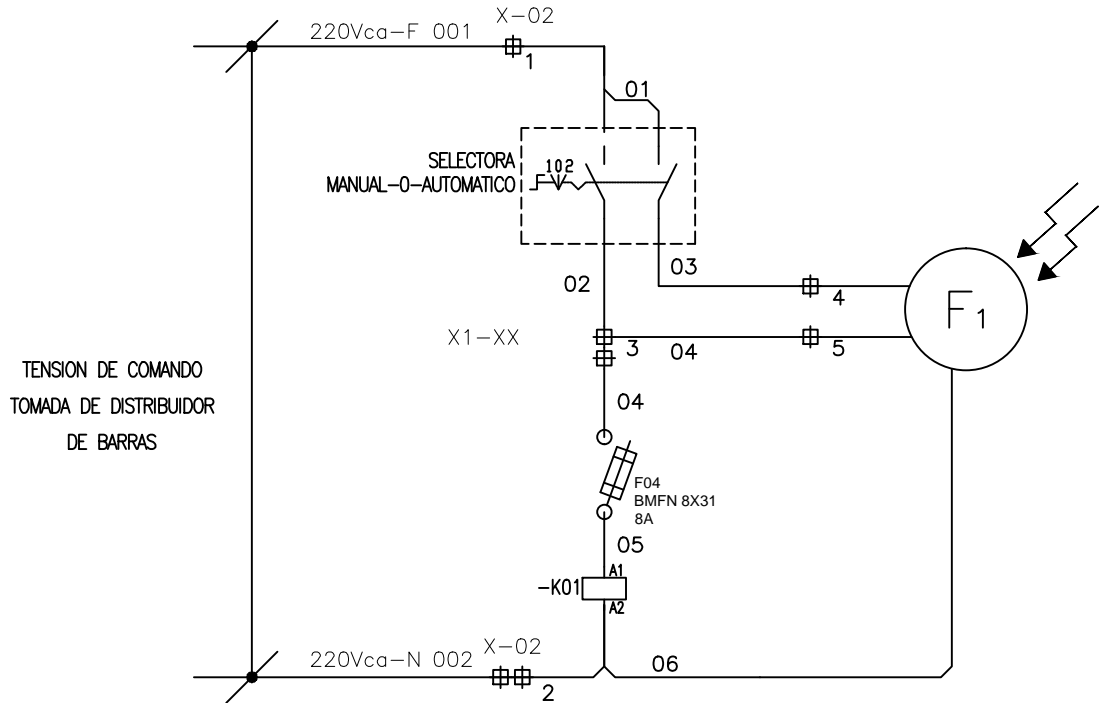 X-02
220Vca-F 001
1
01
SELECTORA
MANUAL-0-AUTOMATICO
102
03
02
4
F1
X1-XX
3
04
5
TENSION DE COMANDO
TOMADA DE DISTRIBUIDOR
DE BARRAS
04
F04
BMFN 8X31
8A
05
A1
-K01
A2
X-02
220Vca-N 002
06
2